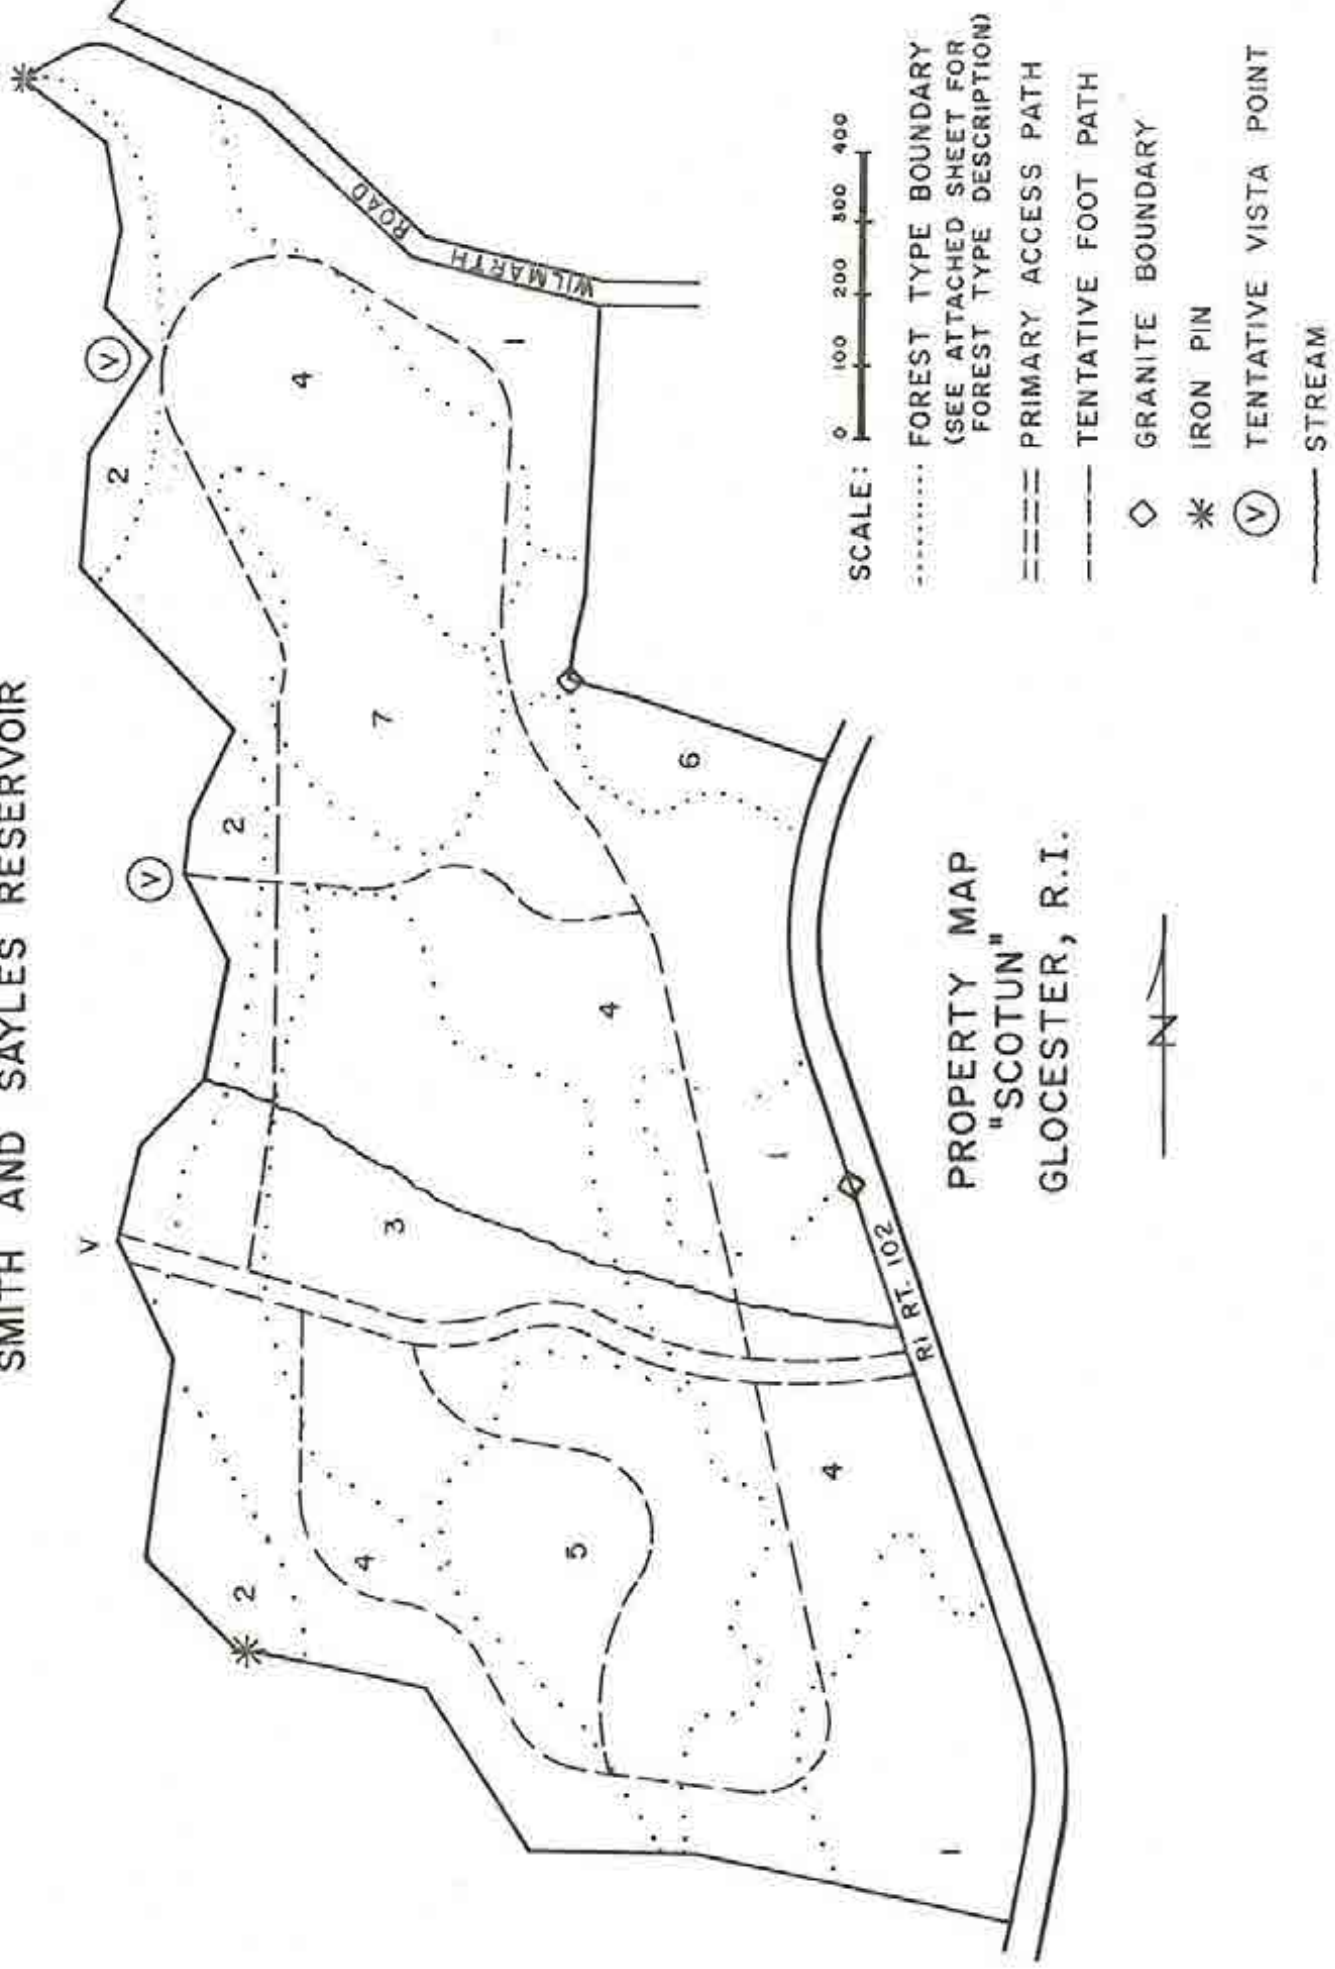 SMITH AND SAYLES RESERVOIR
V
V
V
2
2
2
4
7
1
6
3
4
1
4
5
4
1
WILMARTH ROAD
RI RT. 102
PROPERTY MAP
"SCOTUN"
GLOCESTER, R.I.
N
SCALE: 0 100 200 300 400
FOREST TYPE BOUNDARY
(SEE ATTACHED SHEET FOR
FOREST TYPE DESCRIPTION)
PRIMARY ACCESS PATH
TENTATIVE FOOT PATH
GRANITE BOUNDARY
IRON PIN
V TENTATIVE VISTA POINT
STREAM